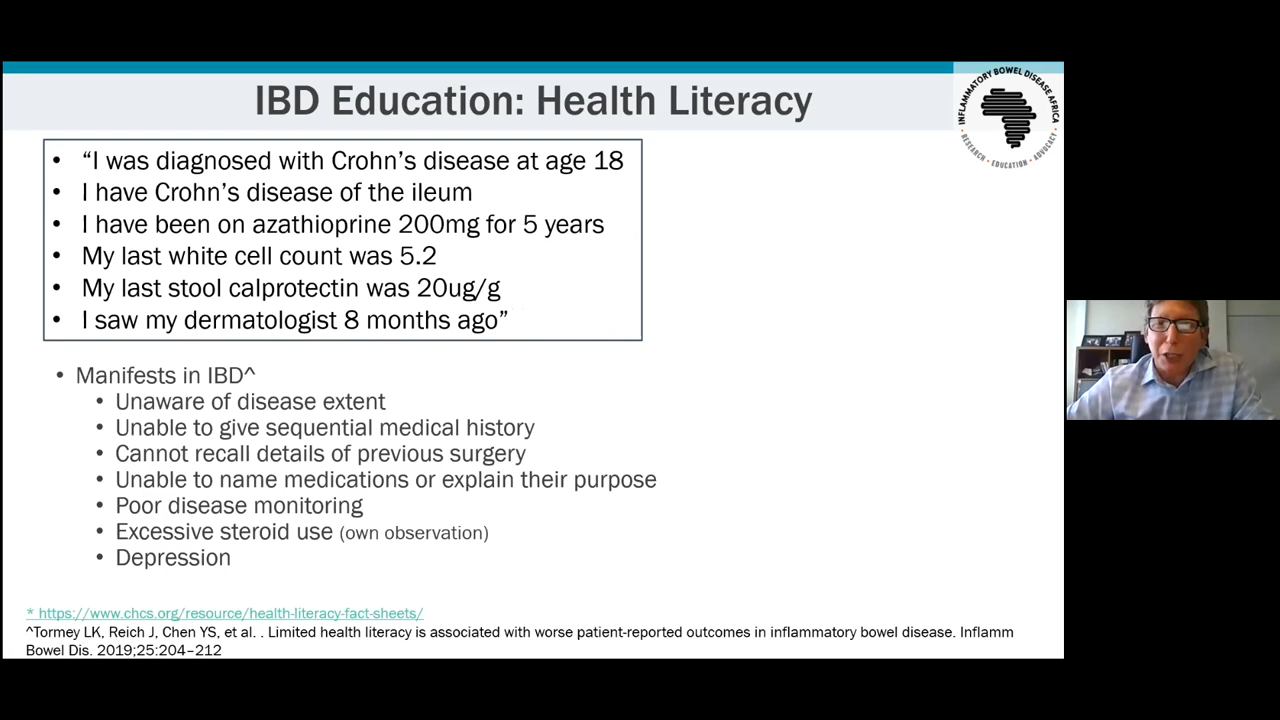 IBD Education: Health Literacy
INFLAMMATORY BOWEL DISEASE AFRICA
• RESEARCH • EDUCATION • ADVOCACY
• “I was diagnosed with Crohn’s disease at age 18
• I have Crohn’s disease of the ileum
• I have been on azathioprine 200mg for 5 years
• My last white cell count was 5.2
• My last stool calprotectin was 20ug/g
• I saw my dermatologist 8 months ago”
• Manifests in IBD^
• Unaware of disease extent
• Unable to give sequential medical history
• Cannot recall details of previous surgery
• Unable to name medications or explain their purpose
• Poor disease monitoring
• Excessive steroid use (own observation)
• Depression
* https://www.chcs.org/resource/health-literacy-fact-sheets/
^Tormey LK, Reich J, Chen YS, et al. . Limited health literacy is associated with worse patient-reported outcomes in inflammatory bowel disease. Inflamm
Bowel Dis. 2019;25:204–212